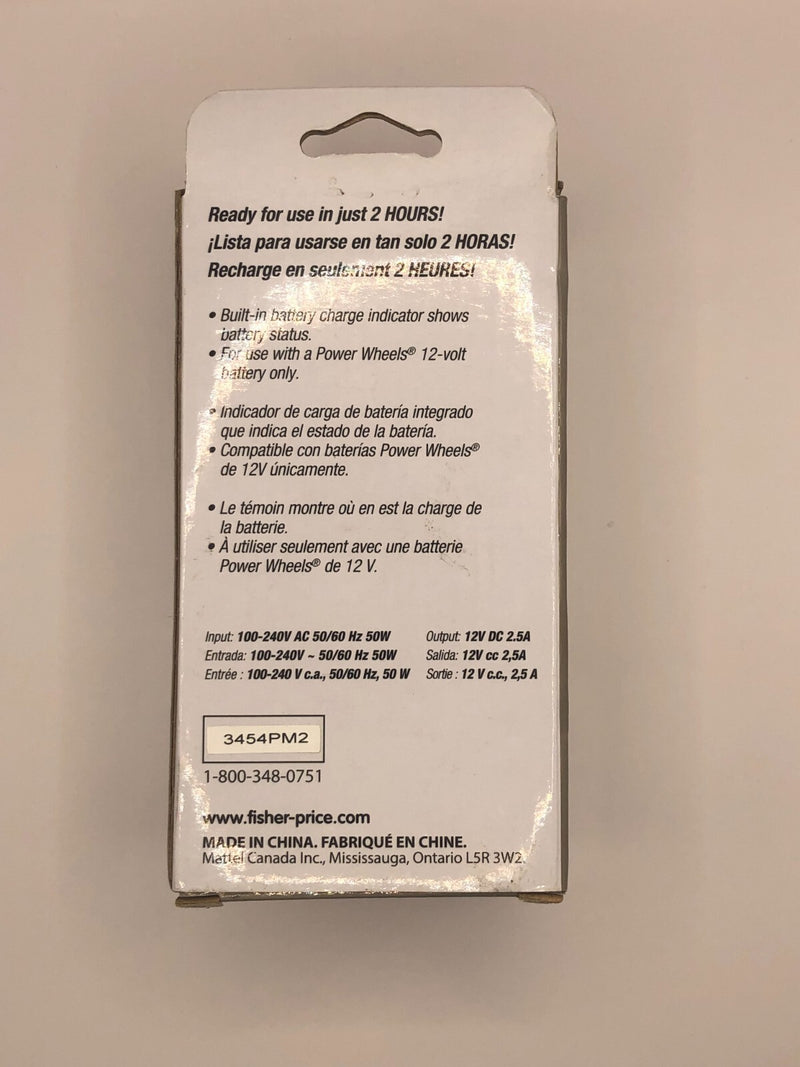 Ready for use in just 2 HOURS!
¡Lista para usarse en tan solo 2 HORAS!
Recharge en seulement 2 HEURES!
• Built-in battery charge indicator shows
battery status.
• For use with a Power Wheels® 12-volt
battery only.
• Indicador de carga de batería integrado
que indica el estado de la batería.
• Compatible con baterías Power Wheels®
de 12V únicamente.
• Le témoin montre où en est la charge de
la batterie.
• À utiliser seulement avec une batterie
Power Wheels® de 12 V.
Input: 100-240V AC 50/60 Hz 50W Output: 12V DC 2.5A
Entrada: 100-240V ~ 50/60 Hz 50W Salida: 12V cc 2,5A
Entrée : 100-240 V c.a., 50/60 Hz, 50 W Sortie : 12 V c.c., 2,5 A
3454PM2
1-800-348-0751
www.fisher-price.com
MADE IN CHINA. FABRIQUÉ EN CHINE.
Mattel Canada Inc., Mississauga, Ontario L5R 3W2.